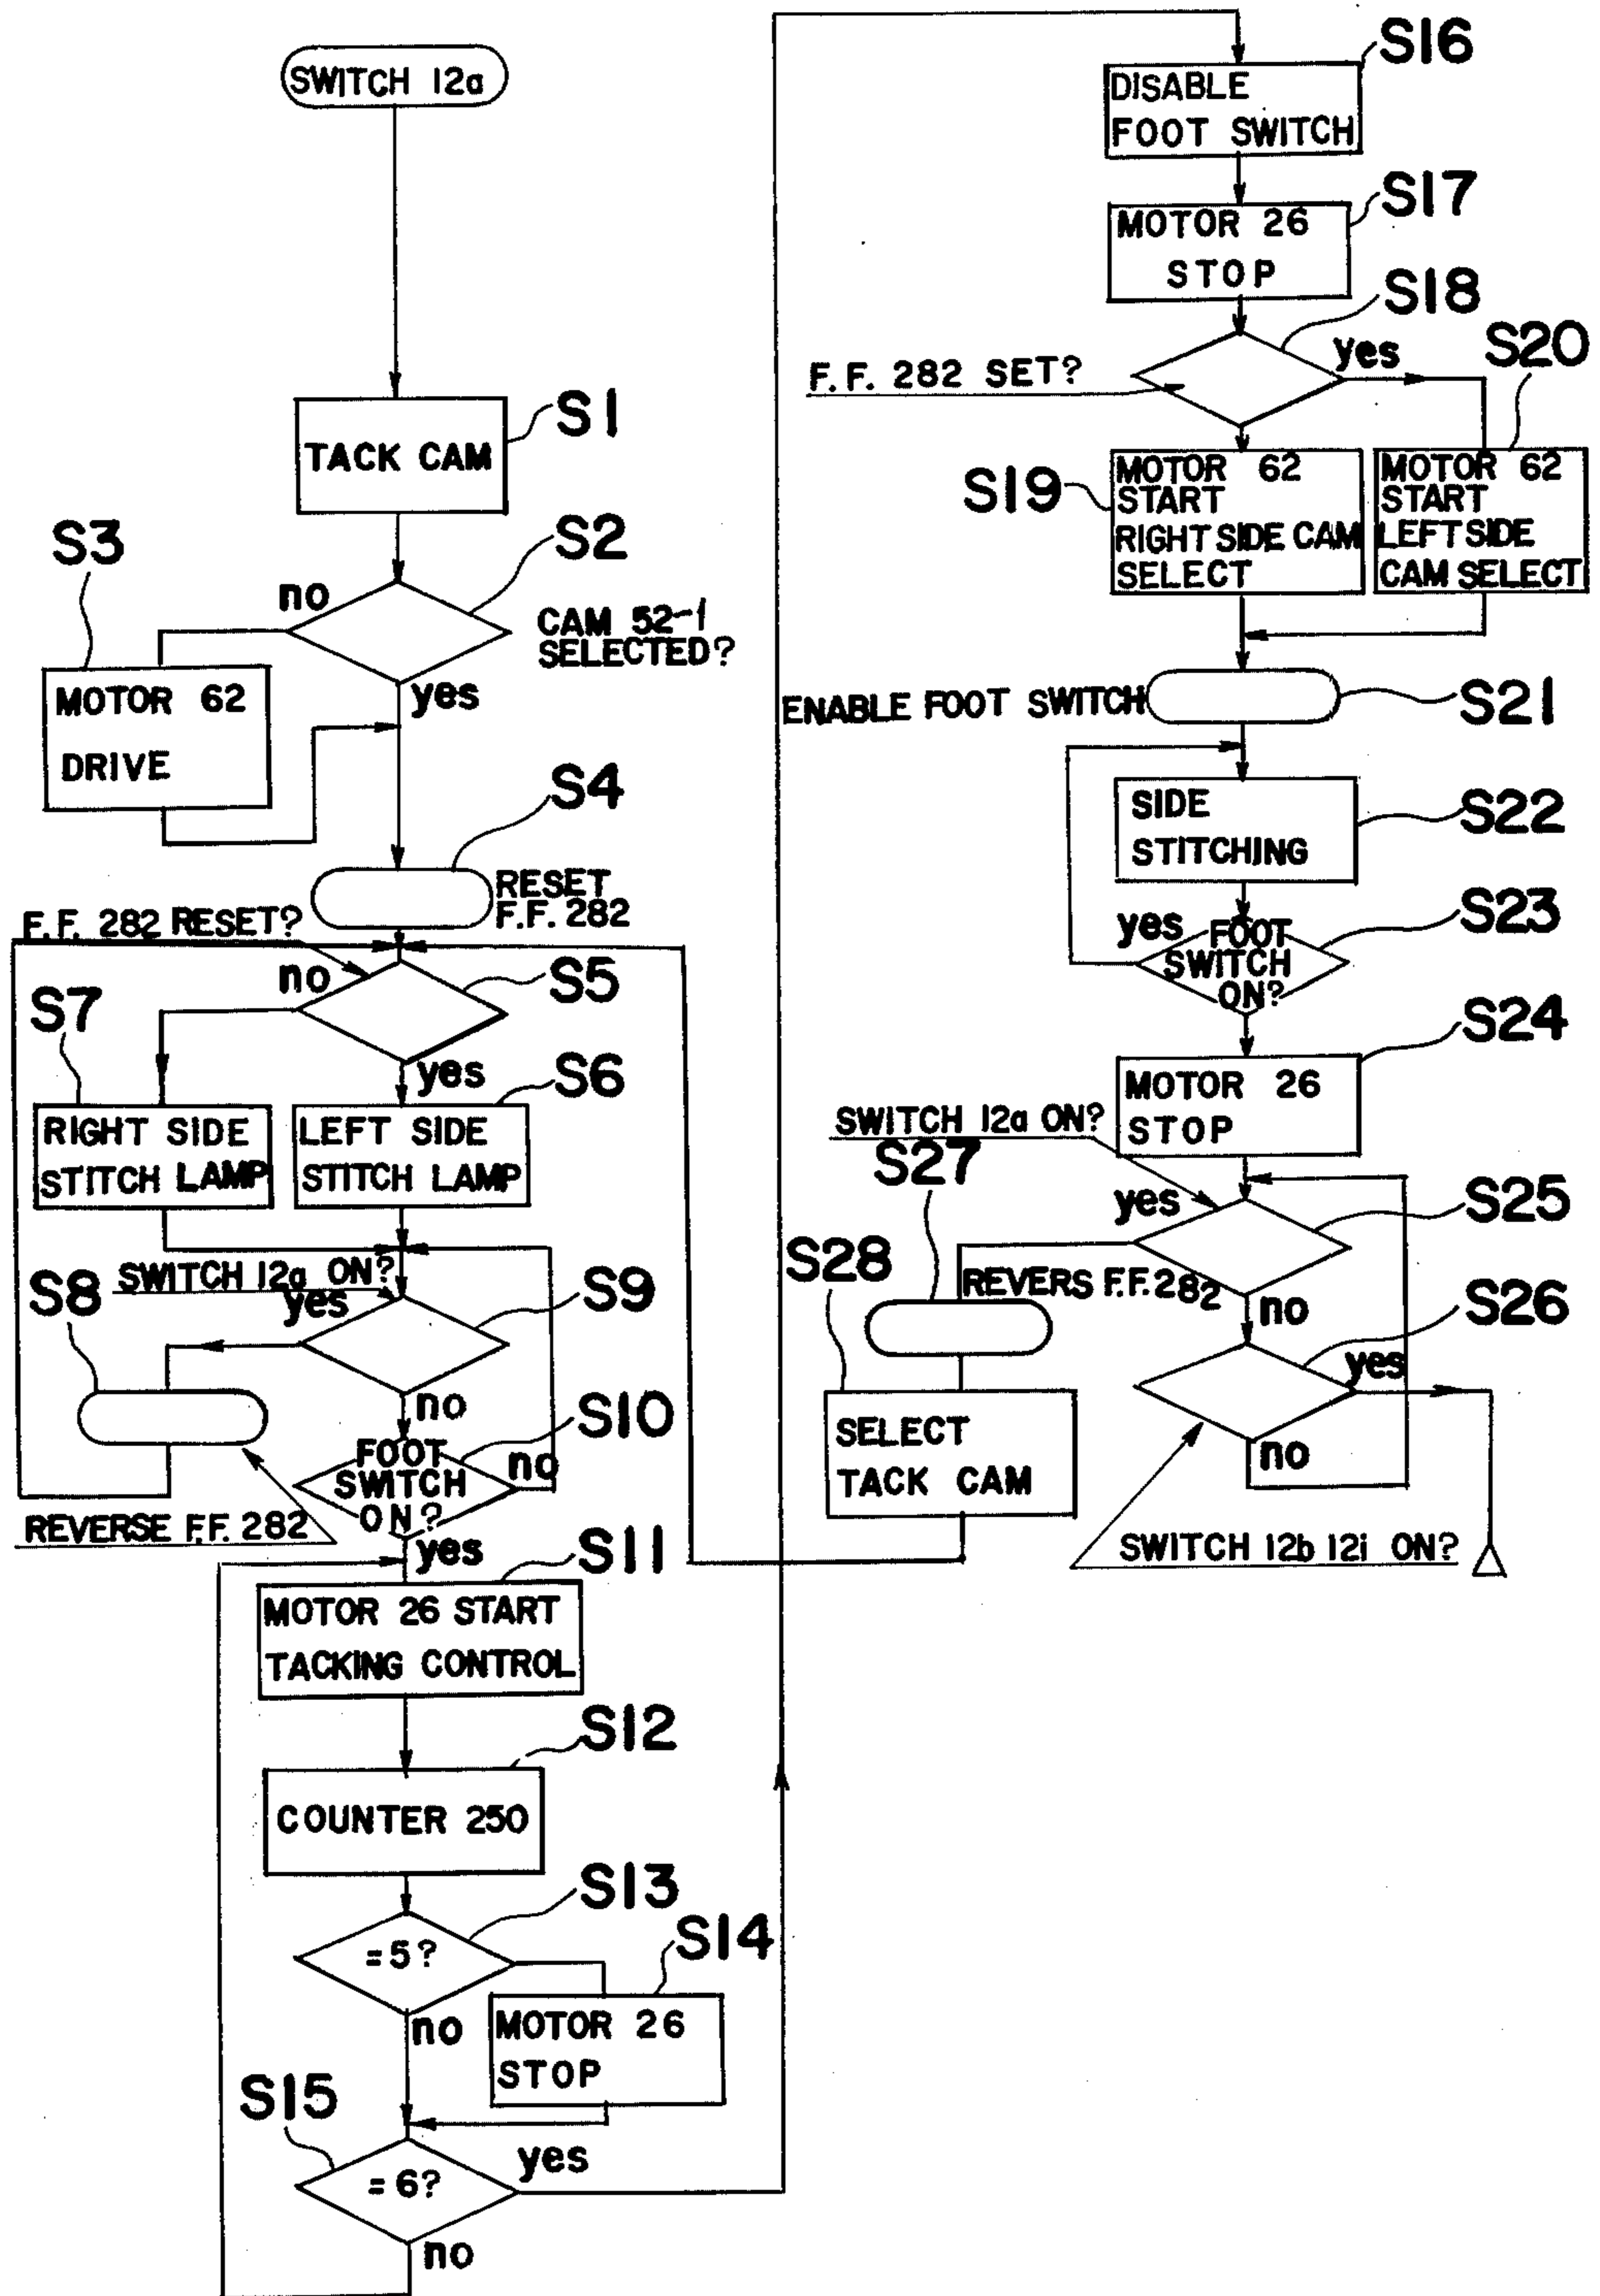 SWITCH 12a
S1
TACK CAM
S2
S3
no
CAM 52-1
SELECTED?
yes
MOTOR 62
DRIVE
S4
RESET
F.F. 282
F.F. 282 RESET?
no
S5
S7
yes
S6
RIGHT SIDE
STITCH LAMP
LEFT SIDE
STITCH LAMP
SWITCH 12a ON?
yes
S8
S9
no
S10
FOOT
SWITCH
ON?
no
REVERSE F.F. 282
yes
S11
MOTOR 26 START
TACKING CONTROL
S12
COUNTER 250
S13
=5?
S14
no
MOTOR 26
STOP
S15
yes
=6?
no
S16
DISABLE
FOOT SWITCH
S17
MOTOR 26
STOP
S18
F.F. 282 SET?
yes
S20
S19
MOTOR 62
START
RIGHT SIDE CAM
SELECT
MOTOR 62
START
LEFT SIDE
CAM SELECT
ENABLE FOOT SWITCH
S21
SIDE
STITCHING
S22
yes
FOOT
SWITCH
ON?
S23
S24
MOTOR 26
STOP
SWITCH 12a ON?
S27
yes
S25
S28
REVERS F.F. 282
no
S26
yes
SELECT
TACK CAM
no
SWITCH 12b 12i ON?